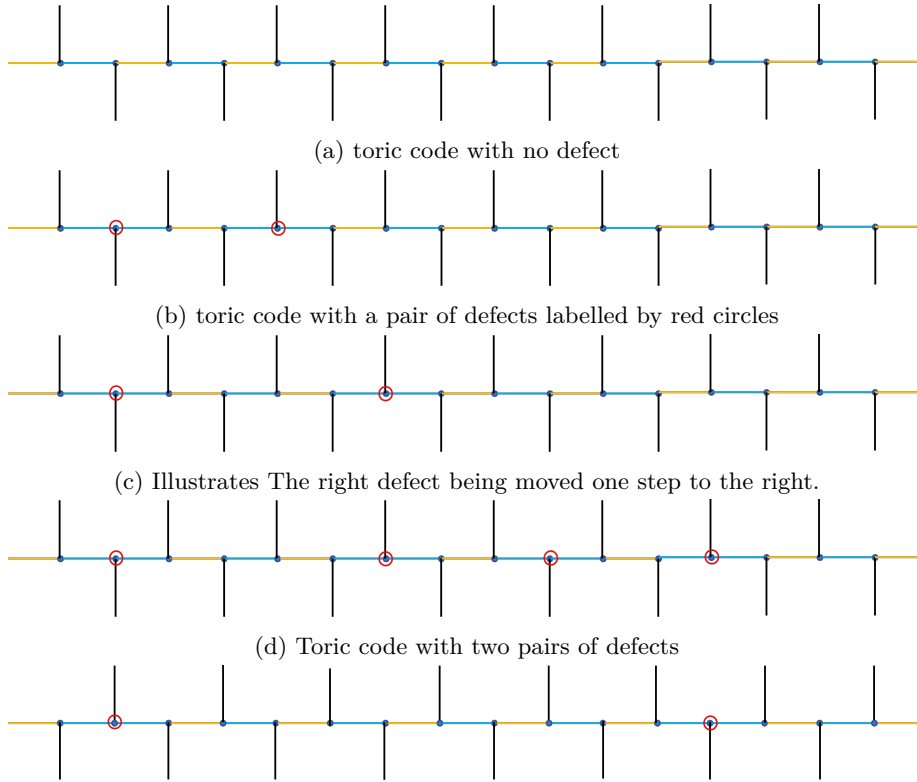 (a) toric code with no defect
(b) toric code with a pair of defects labelled by red circles
(c) Illustrates The right defect being moved one step to the right.
(d) Toric code with two pairs of defects